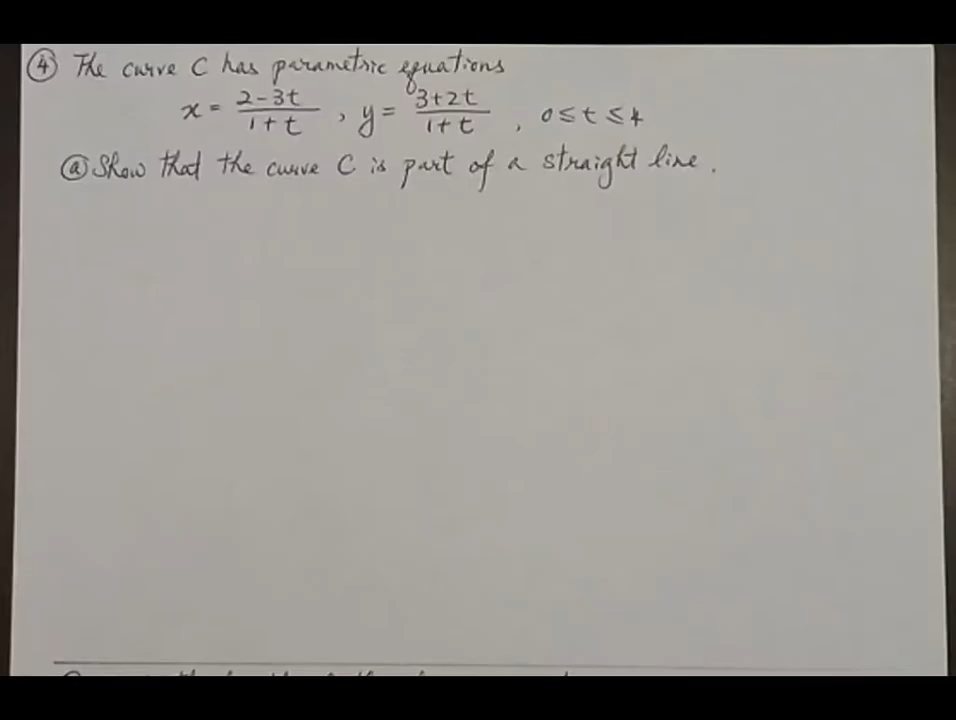 ④ The curve C has parametric equations
x = (2-3t)/(1+t) , y = (3+2t)/(1+t) , 0 ≤ t ≤ 4
ⓐ Show that the curve C is part of a straight line .